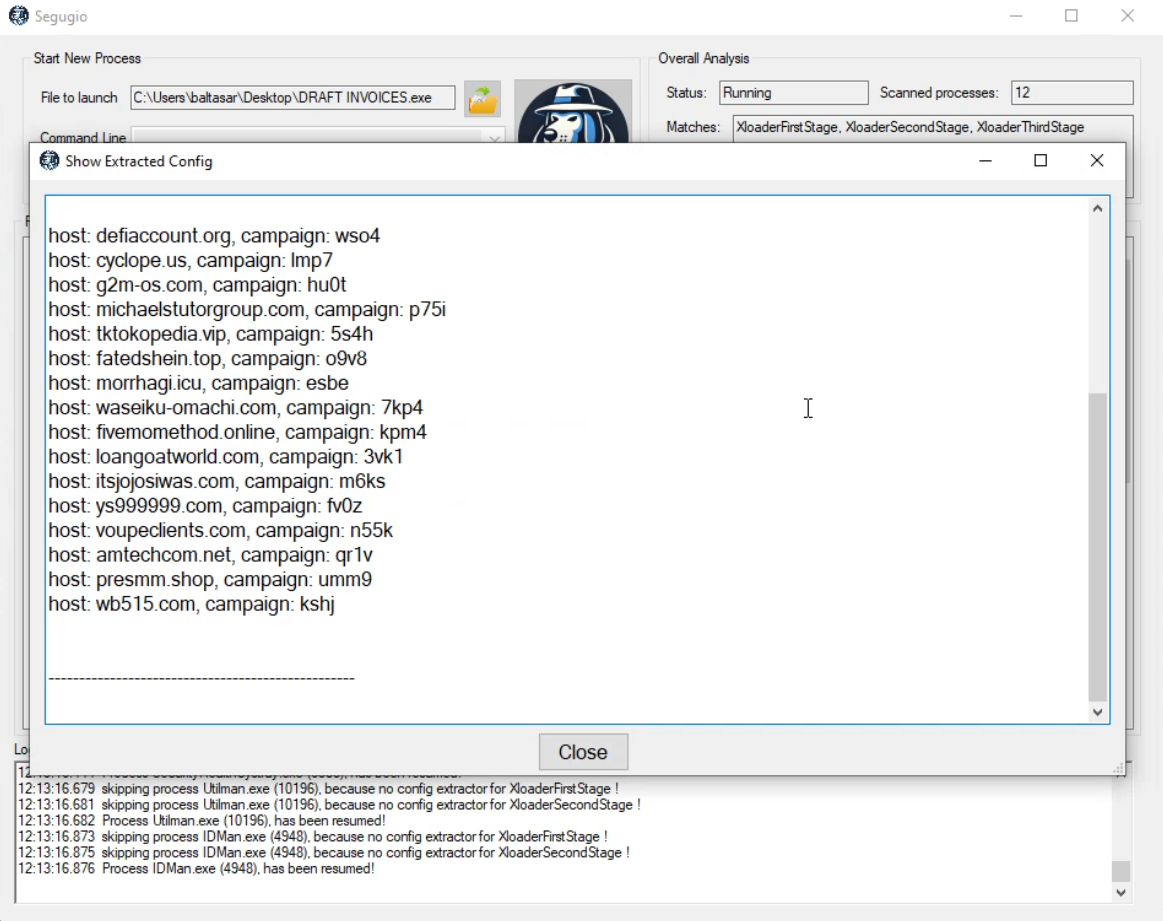 Segugio
Start New Process
File to launch C:\Users\baltasar\Desktop\DRAFT INVOICES.exe
Command Line
Overall Analysis
Status: Running Scanned processes: 12
Matches: XloaderFirstStage, XloaderSecondStage, XloaderThirdStage
Show Extracted Config
host: defiaccount.org, campaign: wso4
host: cyclope.us, campaign: lmp7
host: g2m-os.com, campaign: hu0t
host: michaelstutorgroup.com, campaign: p75i
host: tktokopedia.vip, campaign: 5s4h
host: fatedshein.top, campaign: o9v8
host: morrhagi.icu, campaign: esbe
host: waseiku-omachi.com, campaign: 7kp4
host: fivemomethod.online, campaign: kpm4
host: loangoatworld.com, campaign: 3vk1
host: itsjojosiwas.com, campaign: m6ks
host: ys999999.com, campaign: fv0z
host: voupeclients.com, campaign: n55k
host: amtechcom.net, campaign: qr1v
host: presmm.shop, campaign: umm9
host: wb515.com, campaign: kshj
--------------------------------------------------
Close
12:13:16.679 skipping process Utilman.exe (10196), because no config extractor for XloaderFirstStage !
12:13:16.681 skipping process Utilman.exe (10196), because no config extractor for XloaderSecondStage !
12:13:16.682 Process Utilman.exe (10196), has been resumed!
12:13:16.873 skipping process IDMan.exe (4948), because no config extractor for XloaderFirstStage !
12:13:16.875 skipping process IDMan.exe (4948), because no config extractor for XloaderSecondStage !
12:13:16.876 Process IDMan.exe (4948), has been resumed!